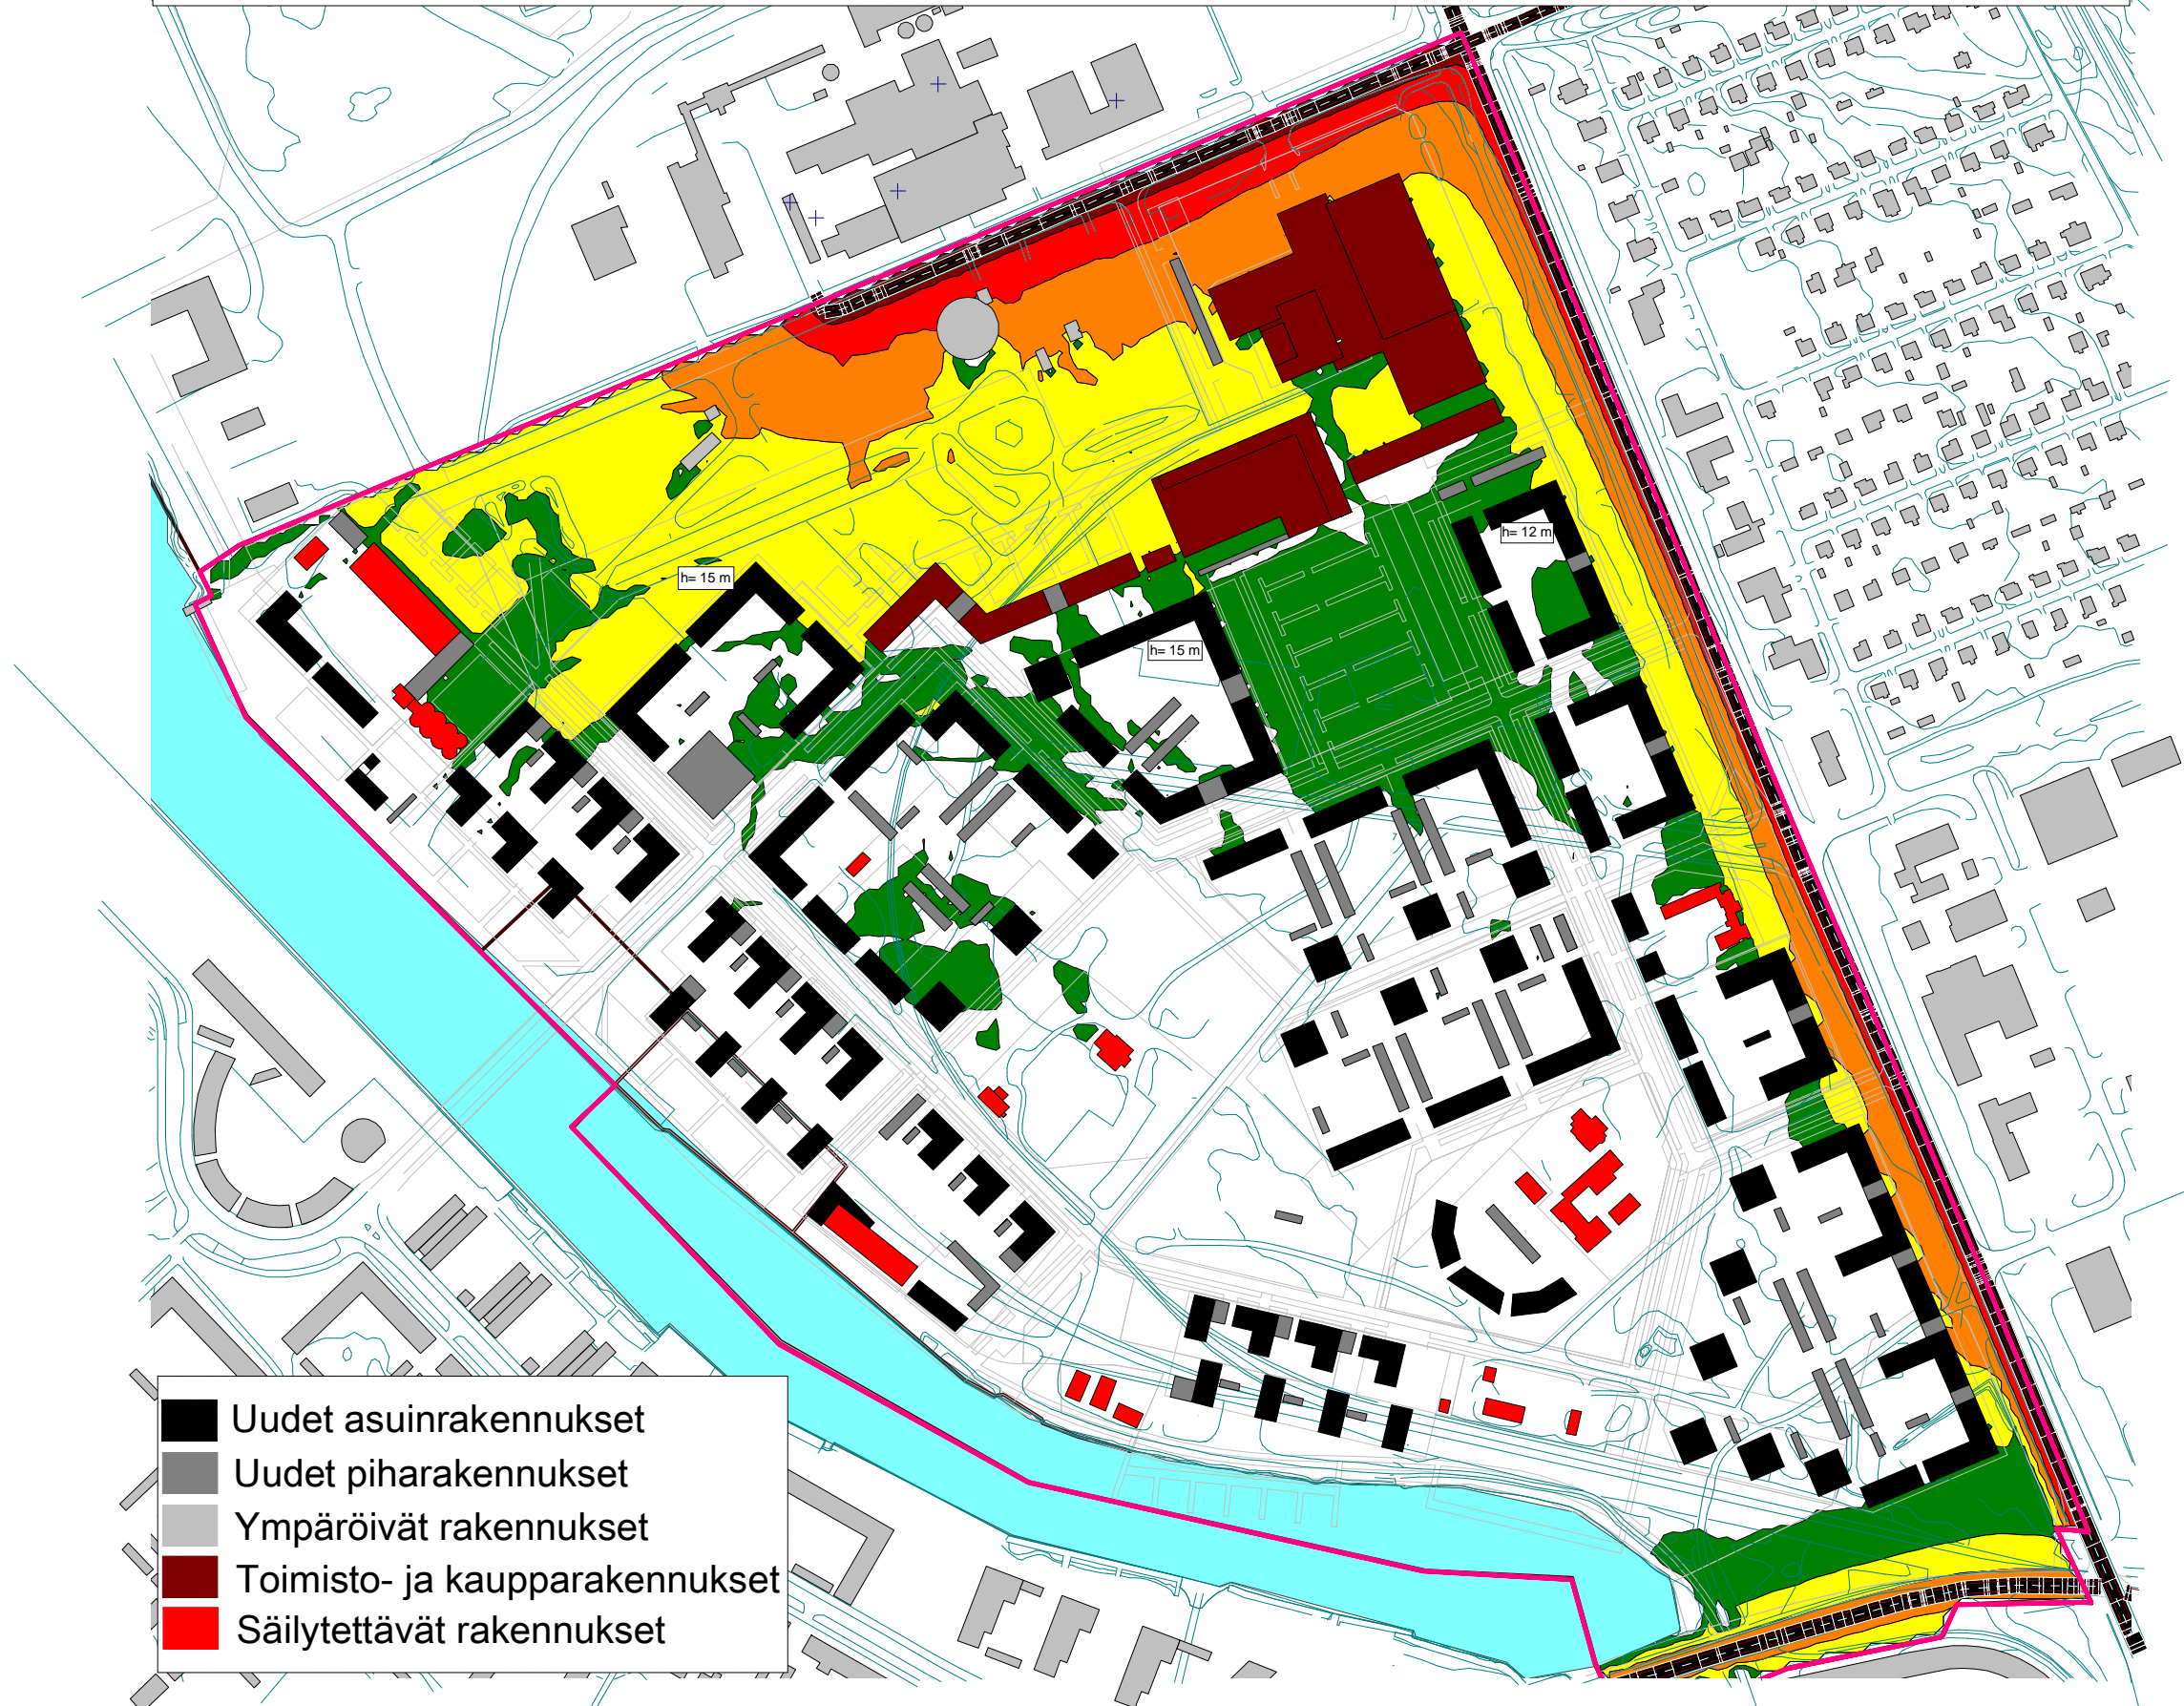 h= 12 m
h= 15 m
h= 15 m
Uudet asuinrakennukset
Uudet piharakennukset
Ympäröivät rakennukset
Toimisto- ja kaupparakennukset
Säilytettävät rakennukset